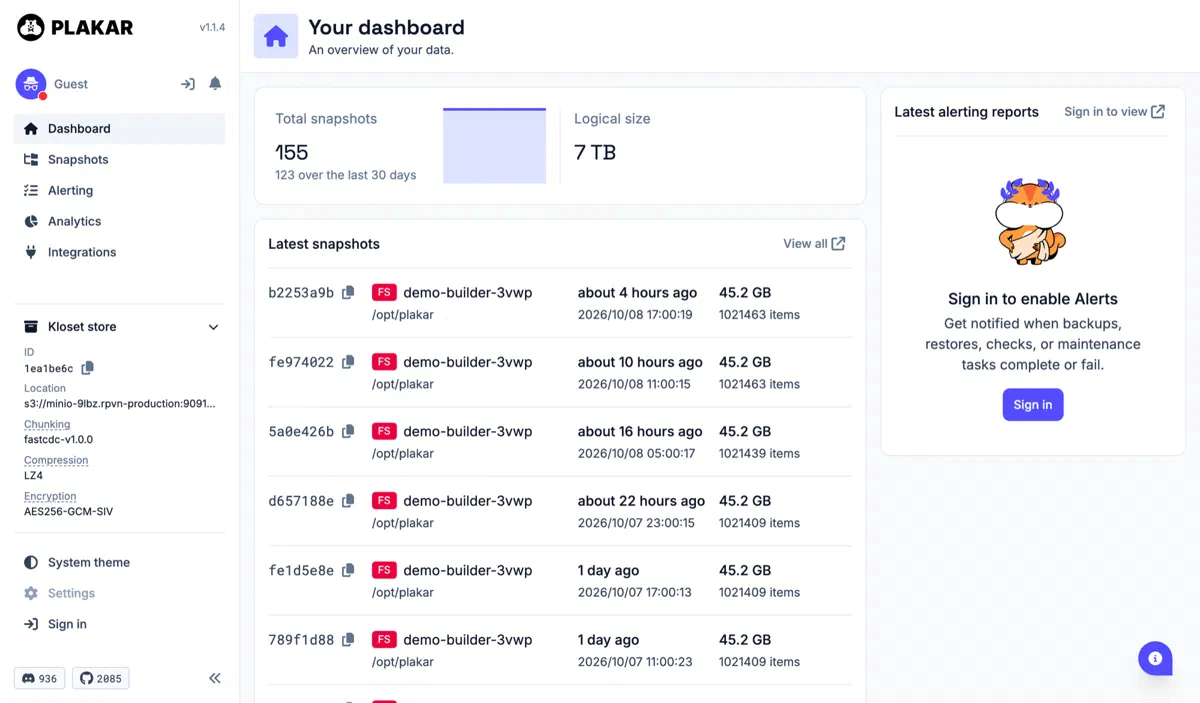 PLAKAR
v1.1.4
Guest
Dashboard
Snapshots
Alerting
Analytics
Integrations
Kloset store
ID
1ea1be6c
Location
s3://minio-9lbz.rpvn-production:9091...
Chunking
fastcdc-v1.0.0
Compression
LZ4
Encryption
AES256-GCM-SIV
System theme
Settings
Sign in
936
2085
Your dashboard
An overview of your data.
Total snapshots
155
123 over the last 30 days
Logical size
7 TB
Latest snapshots
View all
b2253a9b FS demo-builder-3vwp about 4 hours ago 45.2 GB
/opt/plakar 2026/10/08 17:00:19 1021463 items
fe974022 FS demo-builder-3vwp about 10 hours ago 45.2 GB
/opt/plakar 2026/10/08 11:00:15 1021463 items
5a0e426b FS demo-builder-3vwp about 16 hours ago 45.2 GB
/opt/plakar 2026/10/08 05:00:17 1021439 items
d657188e FS demo-builder-3vwp about 22 hours ago 45.2 GB
/opt/plakar 2026/10/07 23:00:15 1021409 items
fe1d5e8e FS demo-builder-3vwp 1 day ago 45.2 GB
/opt/plakar 2026/10/07 17:00:13 1021409 items
789f1d88 FS demo-builder-3vwp 1 day ago 45.2 GB
/opt/plakar 2026/10/07 11:00:23 1021409 items
Latest alerting reports
Sign in to view
Sign in to enable Alerts
Get notified when backups,
restores, checks, or maintenance
tasks complete or fail.
Sign in